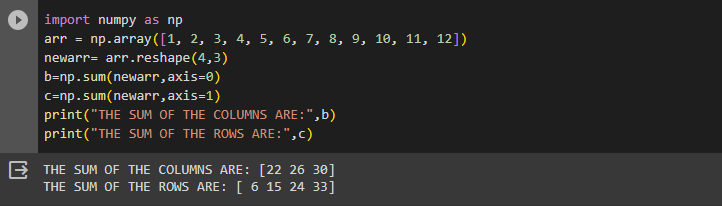 import numpy as np
arr = np.array([1, 2, 3, 4, 5, 6, 7, 8, 9, 10, 11, 12])
newarr= arr.reshape(4,3)
b=np.sum(newarr,axis=0)
c=np.sum(newarr,axis=1)
print("THE SUM OF THE COLUMNS ARE:",b)
print("THE SUM OF THE ROWS ARE:",c)
THE SUM OF THE COLUMNS ARE: [22 26 30]
THE SUM OF THE ROWS ARE: [ 6 15 24 33]